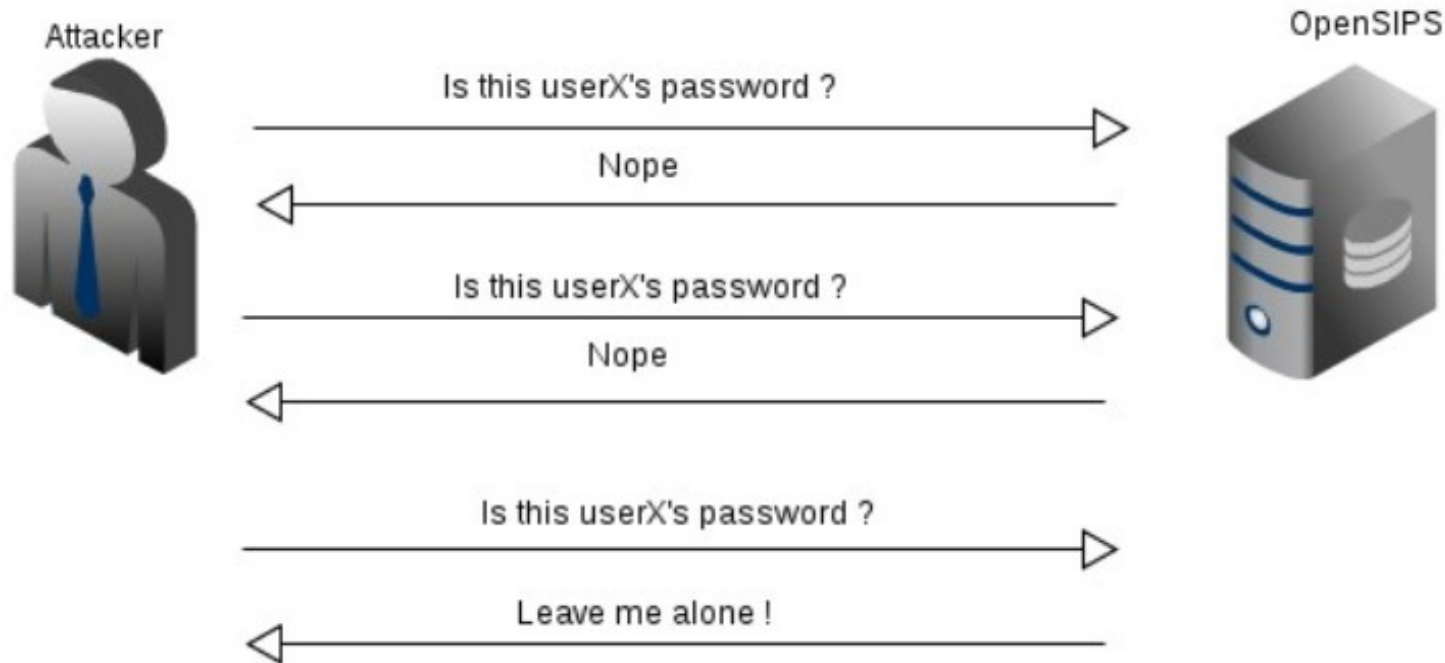 Attacker
OpenSIPS
Is this userX's password ?
Nope
Is this userX's password ?
Nope
Is this userX's password ?
Leave me alone !